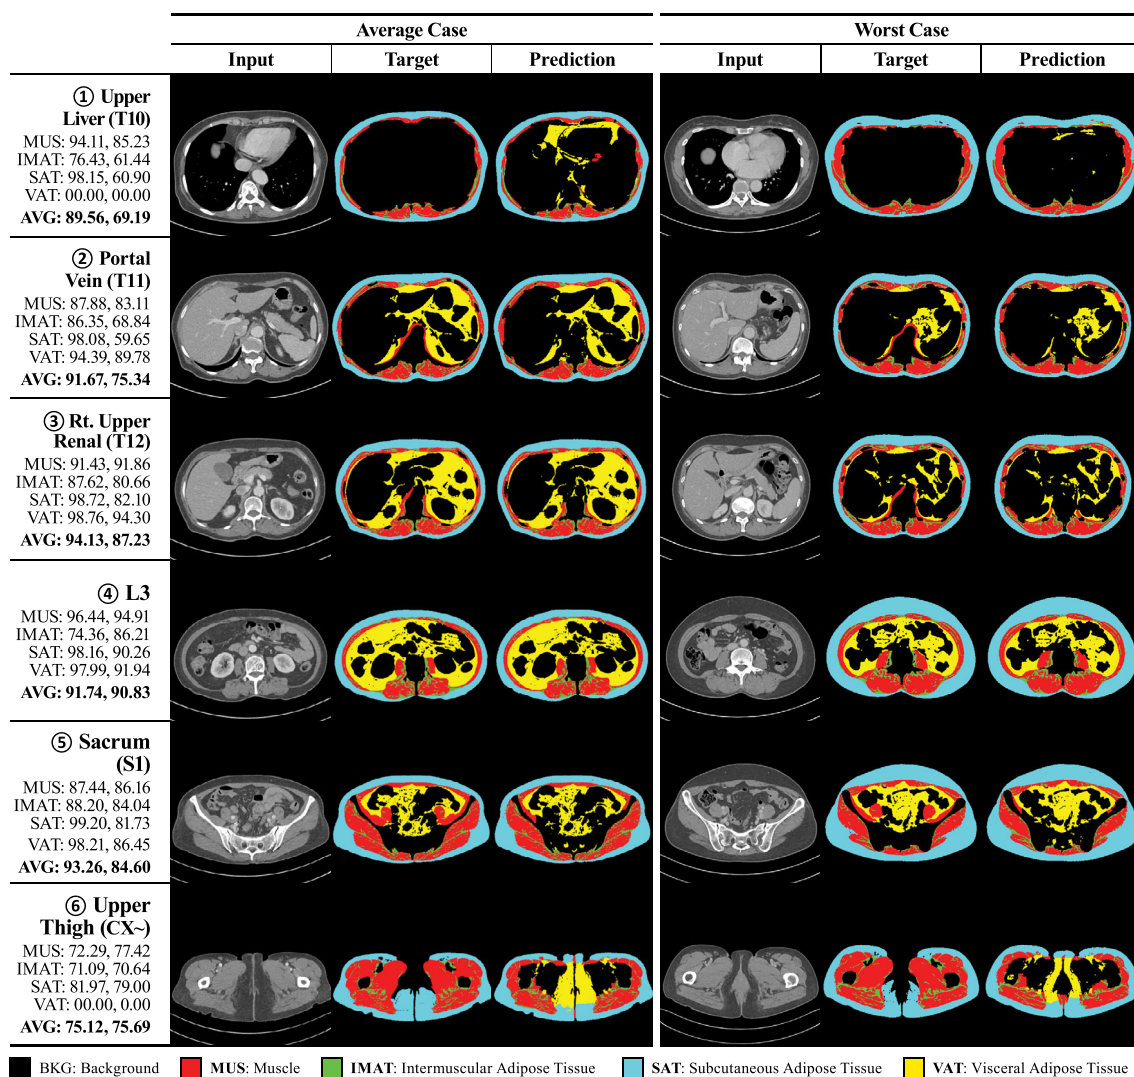 Average Case
Worst Case
Input
Target
Prediction
Input
Target
Prediction
① Upper
Liver (T10)
MUS: 94.11, 85.23
IMAT: 76.43, 61.44
SAT: 98.15, 60.90
VAT: 00.00, 00.00
AVG: 89.56, 69.19
② Portal
Vein (T11)
MUS: 87.88, 83.11
IMAT: 86.35, 68.84
SAT: 98.08, 59.65
VAT: 94.39, 89.78
AVG: 91.67, 75.34
③ Rt. Upper
Renal (T12)
MUS: 91.43, 91.86
IMAT: 87.62, 80.66
SAT: 98.72, 82.10
VAT: 98.76, 94.30
AVG: 94.13, 87.23
④ L3
MUS: 96.44, 94.91
IMAT: 74.36, 86.21
SAT: 98.16, 90.26
VAT: 97.99, 91.94
AVG: 91.74, 90.83
⑤ Sacrum
(S1)
MUS: 87.44, 86.16
IMAT: 88.20, 84.04
SAT: 99.20, 81.73
VAT: 98.21, 86.45
AVG: 93.26, 84.60
⑥ Upper
Thigh (CX~)
MUS: 72.29, 77.42
IMAT: 71.09, 70.64
SAT: 81.97, 79.00
VAT: 00.00, 0.00
AVG: 75.12, 75.69
BKG: Background
MUS: Muscle
IMAT: Intermuscular Adipose Tissue
SAT: Subcutaneous Adipose Tissue
VAT: Visceral Adipose Tissue